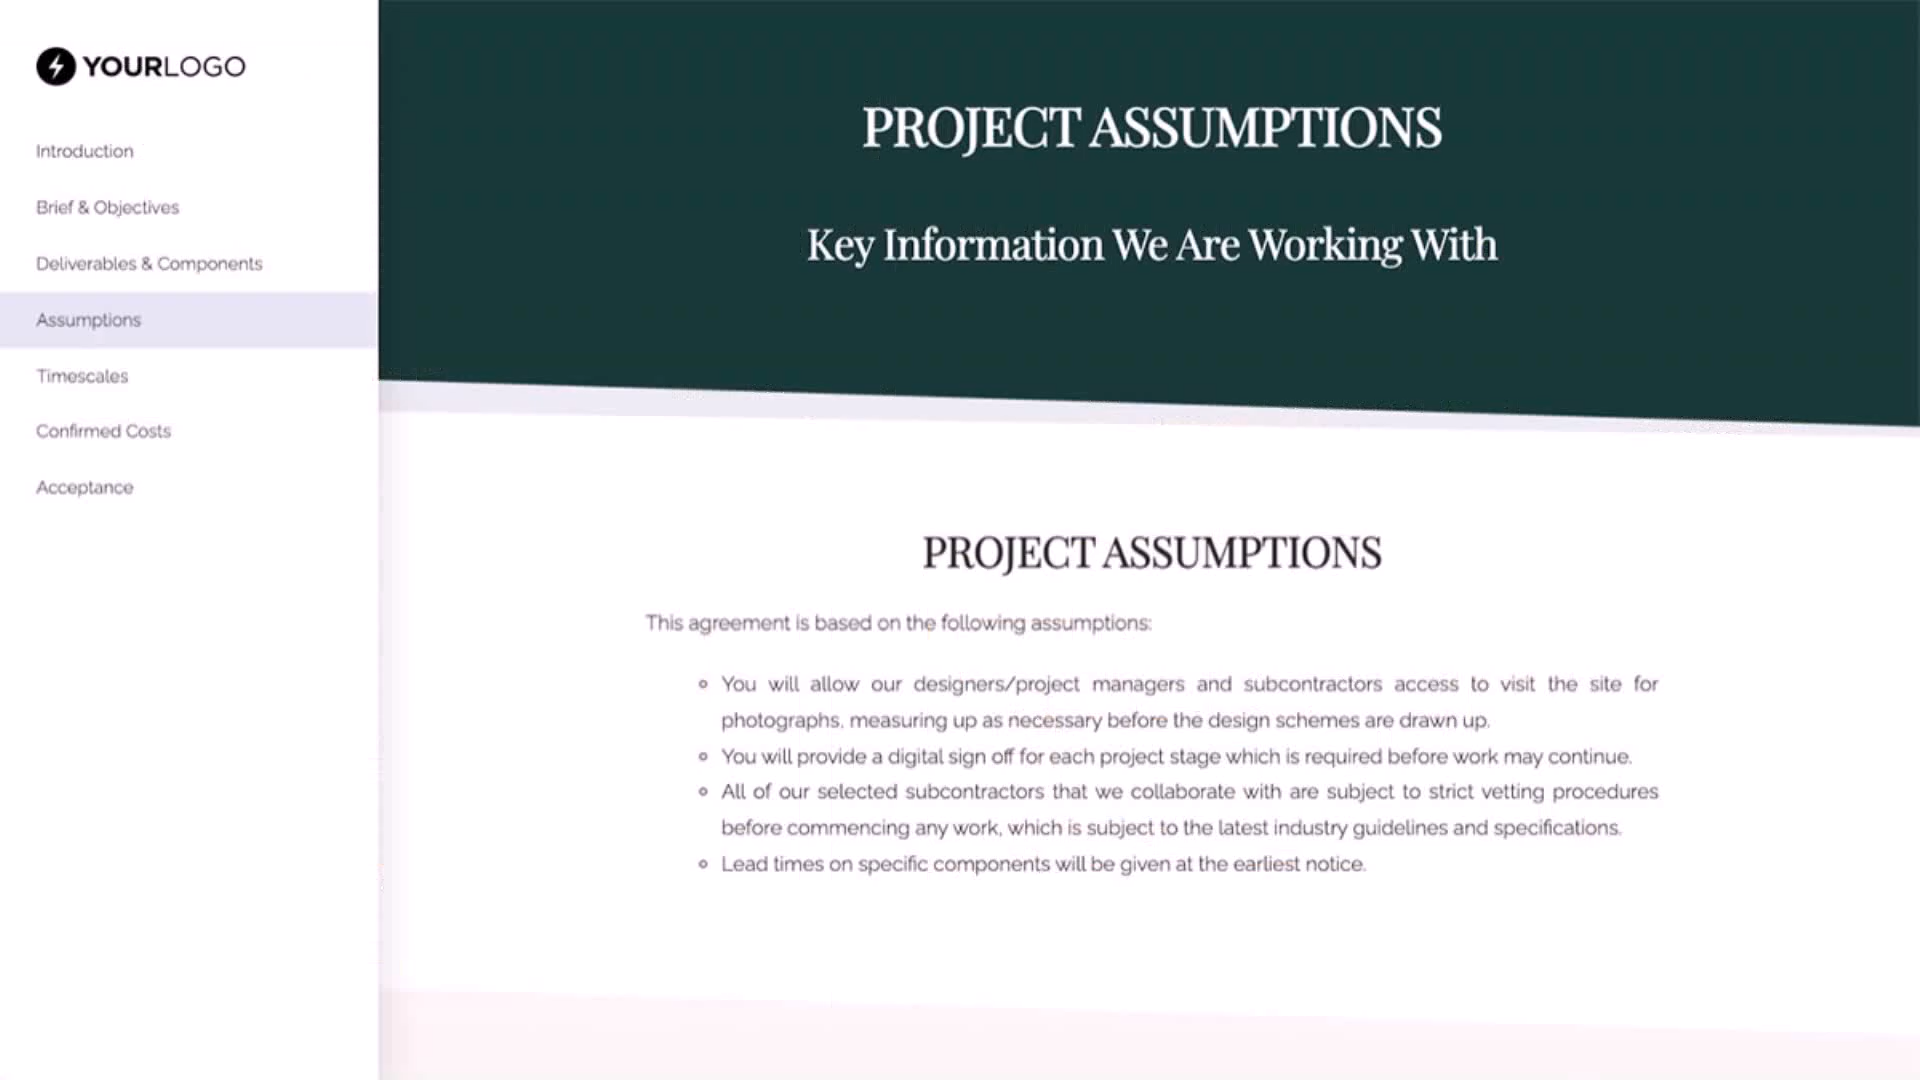 YOURLOGO
Introduction
Brief & Objectives
Deliverables & Components
Assumptions
Timescales
Confirmed Costs
Acceptance
PROJECT ASSUMPTIONS
Key Information We Are Working With
PROJECT ASSUMPTIONS
This agreement is based on the following assumptions:
You will allow our designers/project managers and subcontractors access to visit the site for
photographs, measuring up as necessary before the design schemes are drawn up.
You will provide a digital sign off for each project stage which is required before work may continue.
All of our selected subcontractors that we collaborate with are subject to strict vetting procedures
before commencing any work, which is subject to the latest industry guidelines and specifications.
Lead times on specific components will be given at the earliest notice.